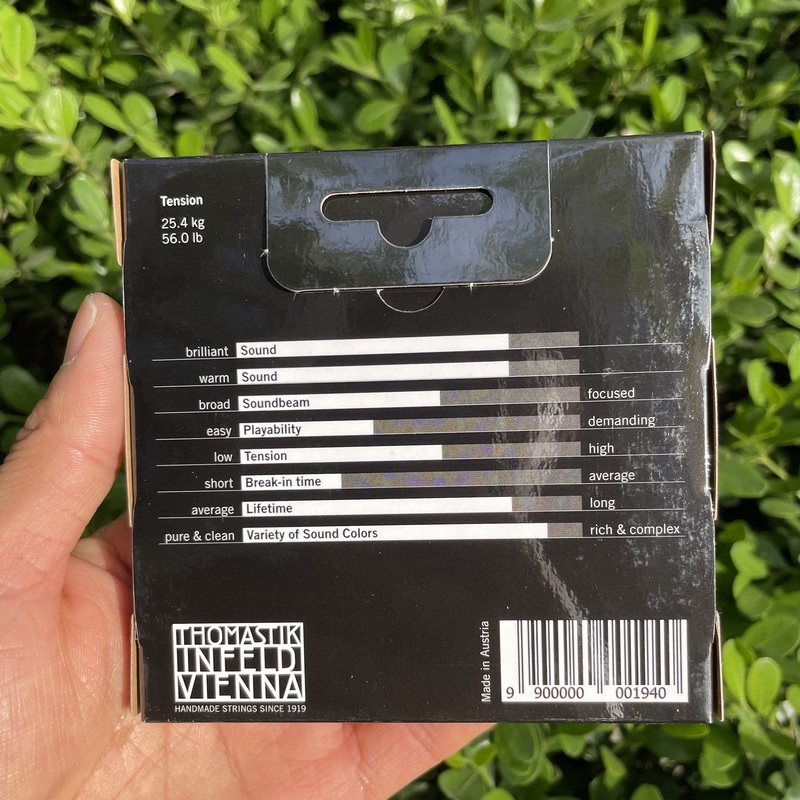 Tension
25.4 kg
56.0 lb
brilliant Sound
warm Sound
broad Soundbeam focused
easy Playability demanding
low Tension high
short Break-in time average
average Lifetime long
pure & clean Variety of Sound Colors rich & complex
THOMASTIK
INFELD
VIENNA
HANDMADE STRINGS SINCE 1919
Made in Austria
9 900000 001940